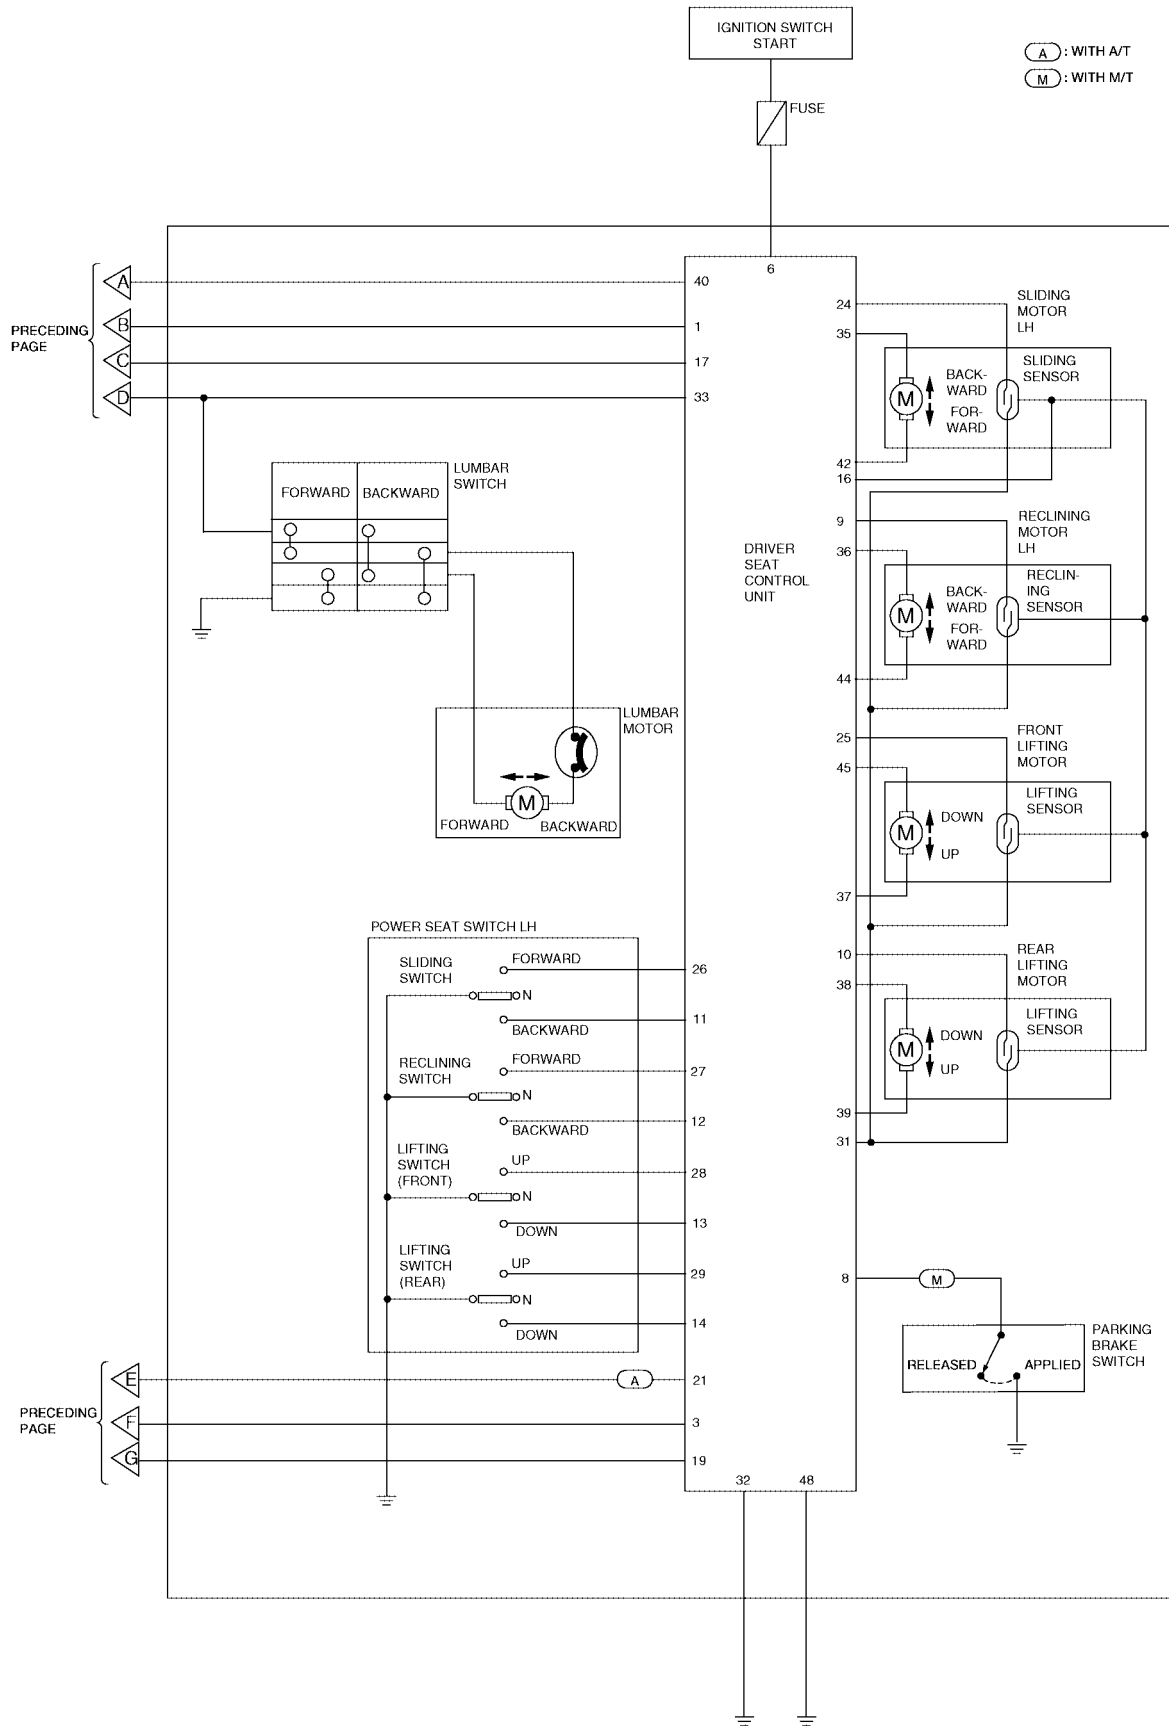 IGNITION SWITCH
START
A : WITH A/T
M : WITH M/T
FUSE
6
A
40
B
1
PRECEDING
PAGE
C
17
D
33
24
SLIDING
MOTOR
LH
35
SLIDING
SENSOR
BACK-
WARD
M
FOR-
WARD
42
16
LUMBAR
SWITCH
FORWARD
BACKWARD
DRIVER
SEAT
CONTROL
UNIT
9
RECLINING
MOTOR
LH
36
RECLIN-
ING
SENSOR
BACK-
WARD
M
FOR-
WARD
44
LUMBAR
MOTOR
M
FORWARD
BACKWARD
25
FRONT
LIFTING
MOTOR
45
LIFTING
SENSOR
DOWN
M
UP
37
POWER SEAT SWITCH LH
SLIDING
SWITCH
FORWARD
26
N
11
BACKWARD
RECLINING
SWITCH
FORWARD
27
N
12
BACKWARD
LIFTING
SWITCH
(FRONT)
UP
28
N
13
DOWN
LIFTING
SWITCH
(REAR)
UP
29
N
14
DOWN
10
REAR
LIFTING
MOTOR
38
LIFTING
SENSOR
DOWN
M
UP
39
31
8
M
PARKING
BRAKE
SWITCH
RELEASED
APPLIED
E
A
21
PRECEDING
PAGE
F
3
G
19
32
48